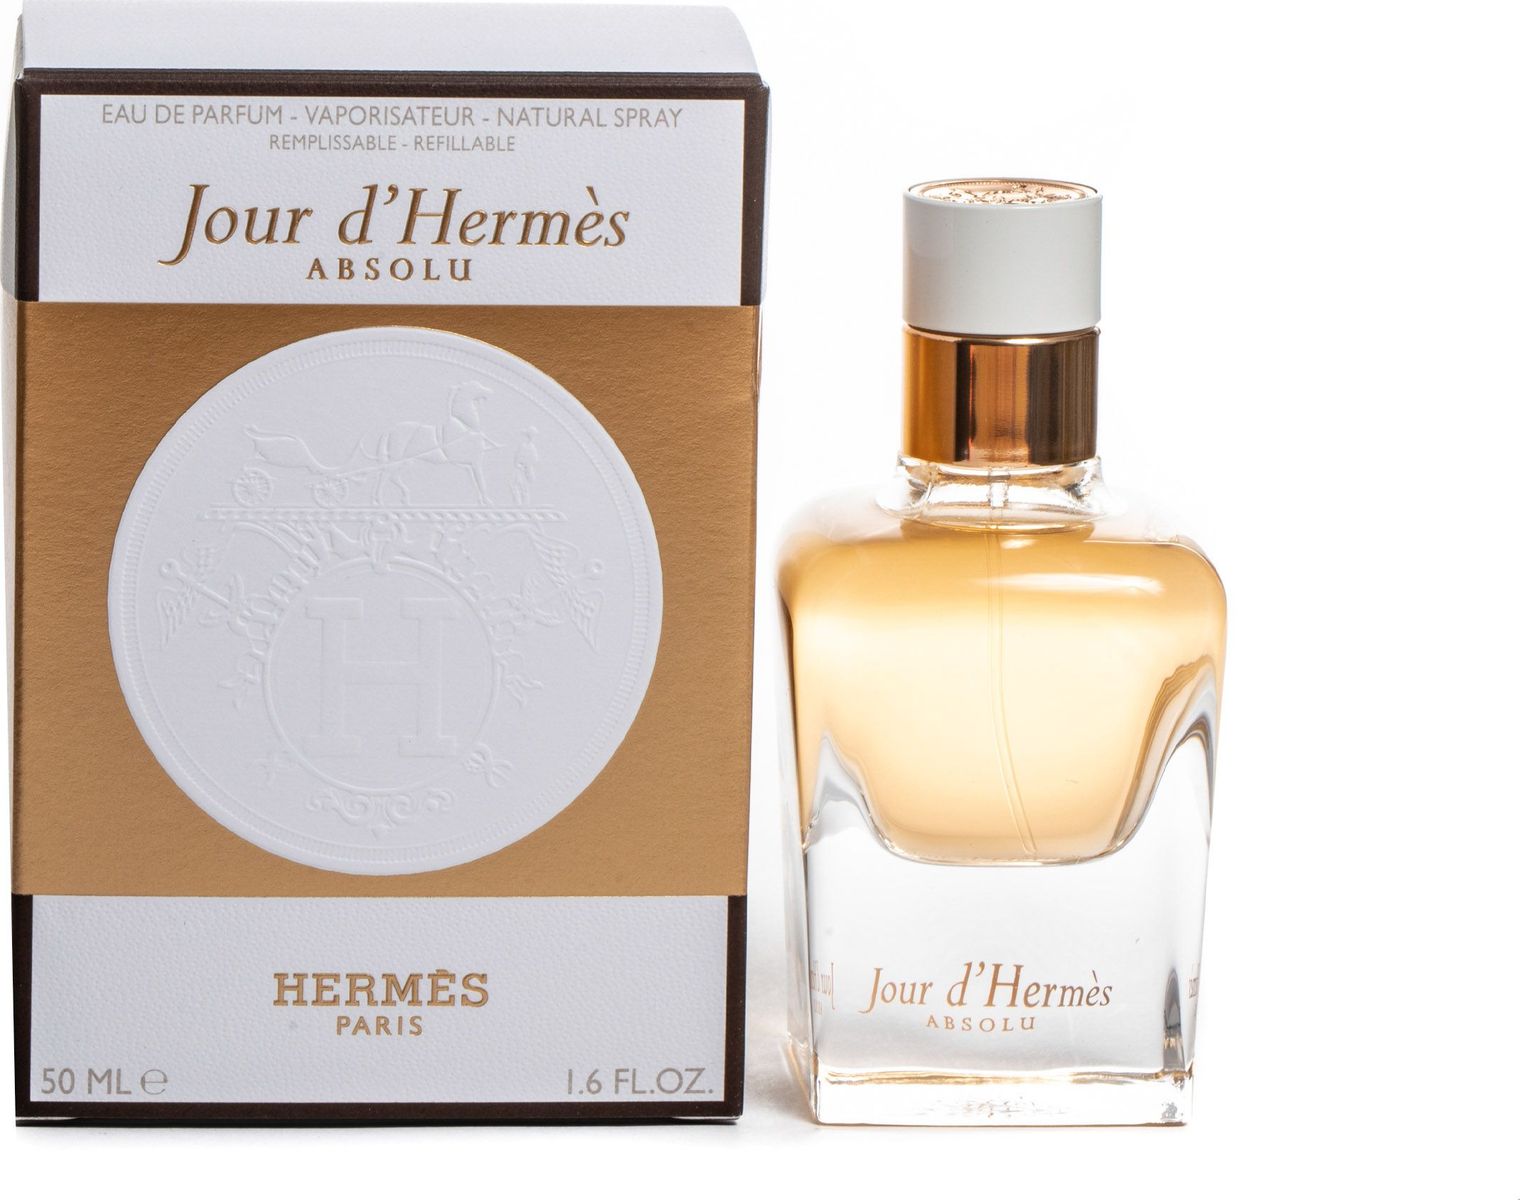 EAU DE PARFUM - VAPORISATEUR - NATURAL SPRAY
REMPLISSABLE - REFILLABLE
Jour d'Hermès
ABSOLU
H
HERMÈS
PARIS
50 ML ℮
1.6 FL.OZ.
Jour d'Hermès
ABSOLU